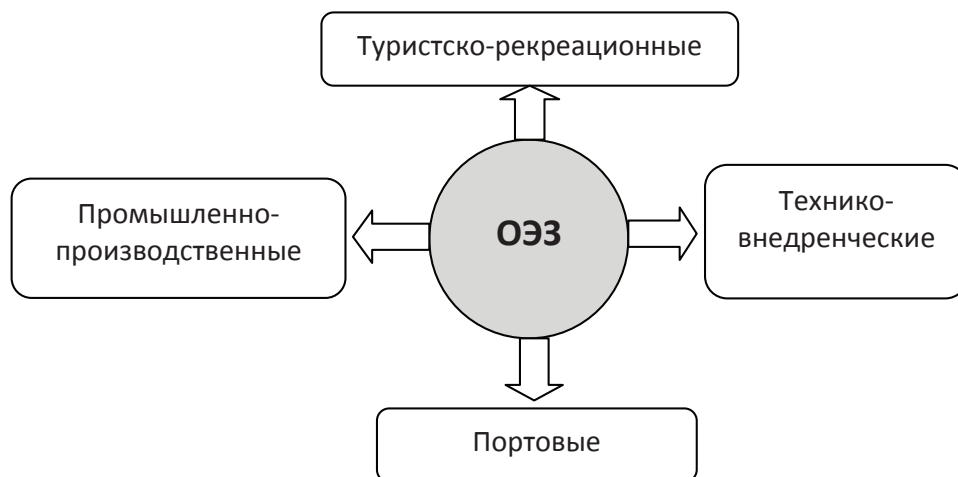 Туристско-рекреационные
Промышленно-
производственные
ОЭЗ
Технико-
внедренческие
Портовые